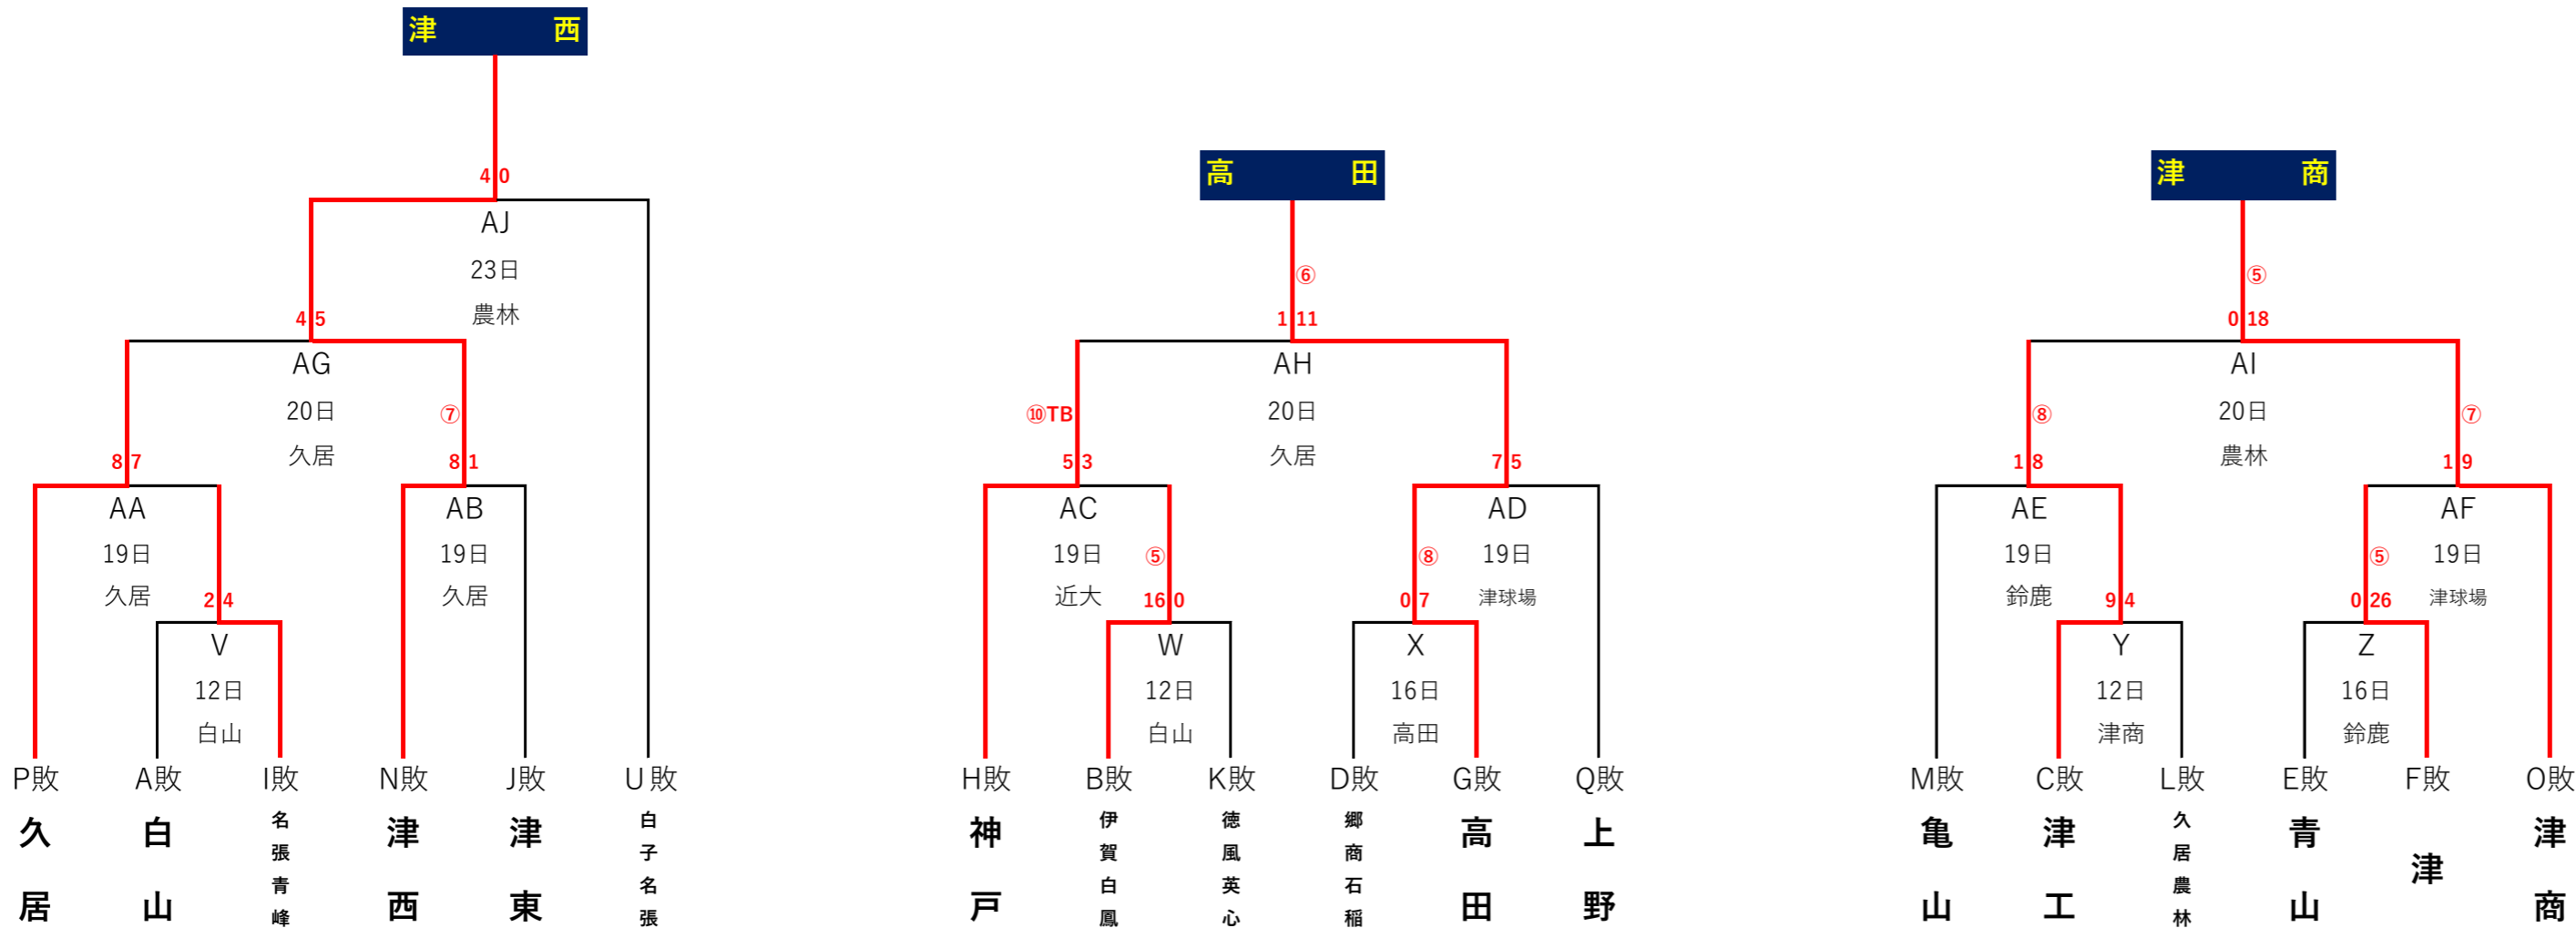 津 西
4 0
AJ
23日
農林
4 5
AG
20日
久居
⑦
8 7
AA
19日
久居
8 1
AB
19日
久居
2 4
V
12日
白山
P敗 A敗 I敗 N敗 J敗 U敗
久居 白山 名張青峰 津西 津東 白子名張
高 田
⑥
1 11
AH
20日
久居
⑩TB
5 3
AC
19日
近大
7 5
AD
19日
津球場
⑤
16 0
W
12日
白山
⑧
0 7
X
16日
高田
H敗 B敗 K敗 D敗 G敗 Q敗
神戸 伊賀白鳳 徳風英心 郷商石稲 高田 上野
津 商
⑤
0 18
AI
20日
農林
⑧
1 8
AE
19日
鈴鹿
⑦
1 9
AF
19日
津球場
9 4
Y
12日
津商
⑤
0 26
Z
16日
鈴鹿
M敗 C敗 L敗 E敗 F敗 O敗
亀山 津工 久居農林 青山 津 津商